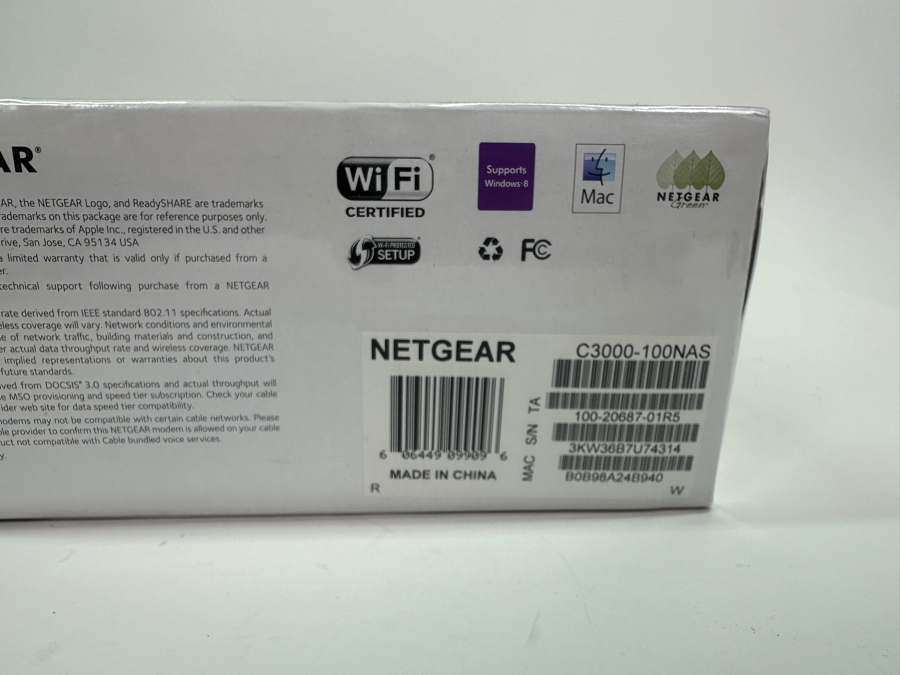 AR®
AR, the NETGEAR Logo, and ReadySHARE are trademarks
rademarks on this package are for reference purposes only.
re trademarks of Apple Inc., registered in the U.S. and other
rive, San Jose, CA 95134 USA
a limited warranty that is valid only if purchased from a
er.
technical support following purchase from a NETGEAR
rate derived from IEEE standard 802.11 specifications. Actual
less coverage will vary. Network conditions and environmental
e of network traffic, building materials and construction, and
er actual data throughput rate and wireless coverage. NETGEAR
implied representations or warranties about this product's
future standards.
ved from DOCSIS® 3.0 specifications and actual throughput will
e MSO provisioning and speed tier subscription. Check your cable
ider web site for data speed tier compatibility.
modems may not be compatible with certain cable networks. Please
le provider to confirm this NETGEAR modem is allowed on your cable
uct not compatible with Cable bundled voice services.
y.
Wi Fi®
CERTIFIED
Supports
Windows 8
Mac
NETGEAR
Green
WI-FI PROTECTED
SETUP
FC
NETGEAR
6 06449 09909 6
MADE IN CHINA
R
C3000-100NAS
TA
100-20687-01R5
S/N
3KW36B7U74314
MAC
B0B98A24B940
W